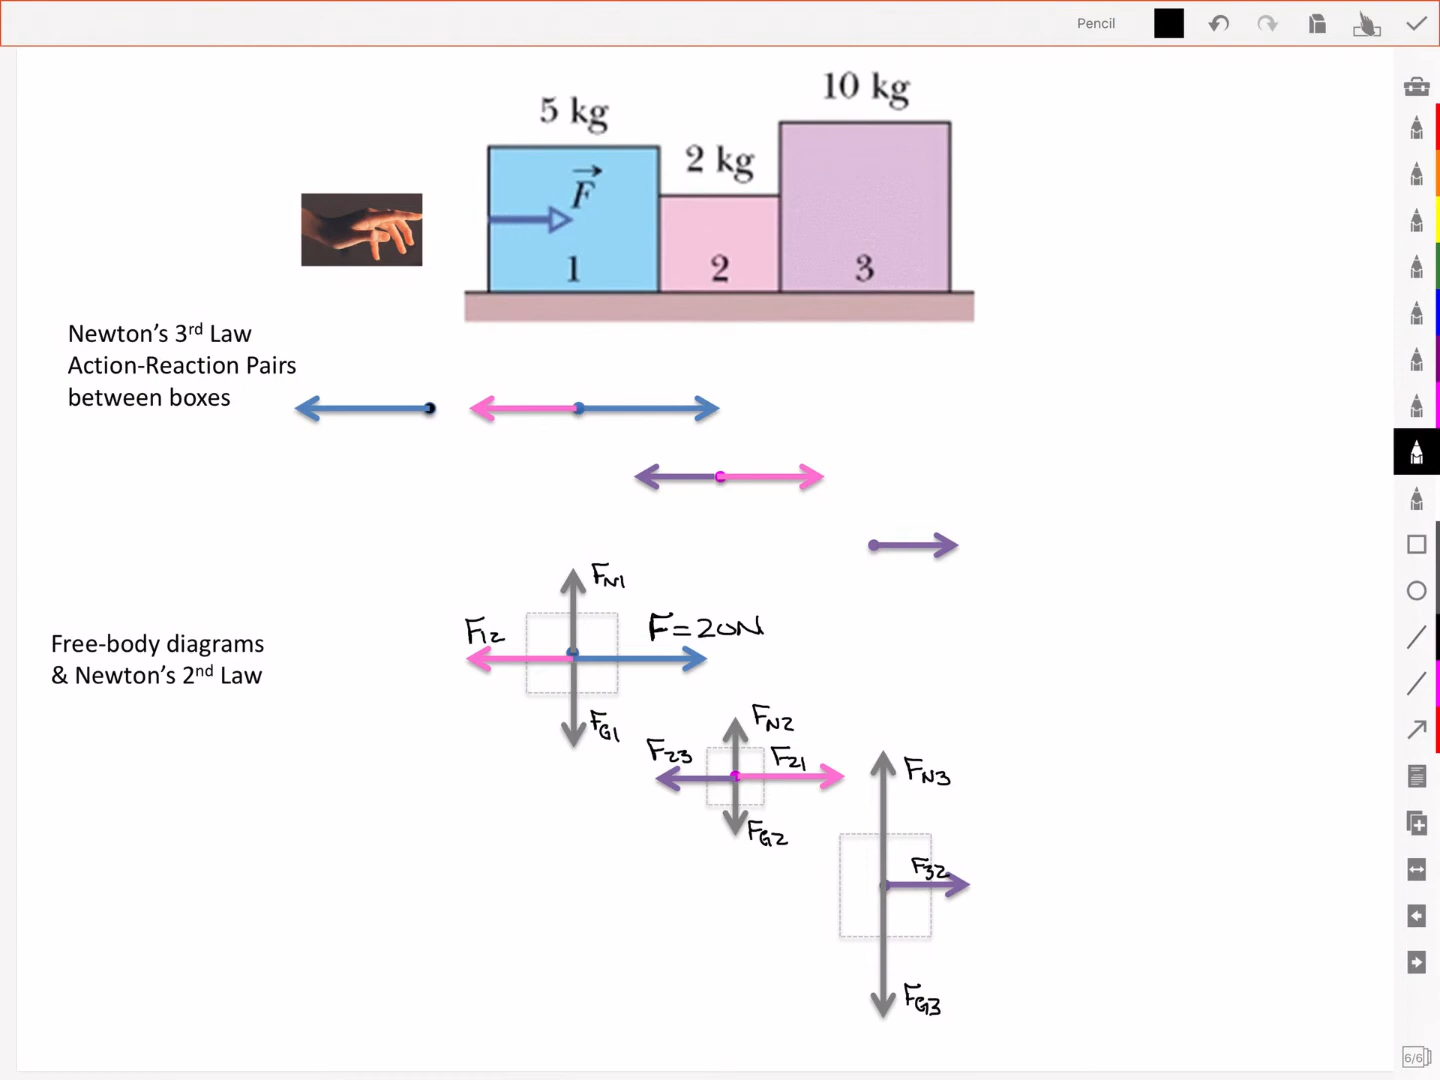 Pencil
10 kg
5 kg
2 kg
F
1
2
3
Newton's 3rd Law
Action-Reaction Pairs
between boxes
FN1
F12
F=20N
Free-body diagrams
& Newton's 2nd Law
FG1
FN2
F23
F21
FN3
FG2
F32
FG3
6/6